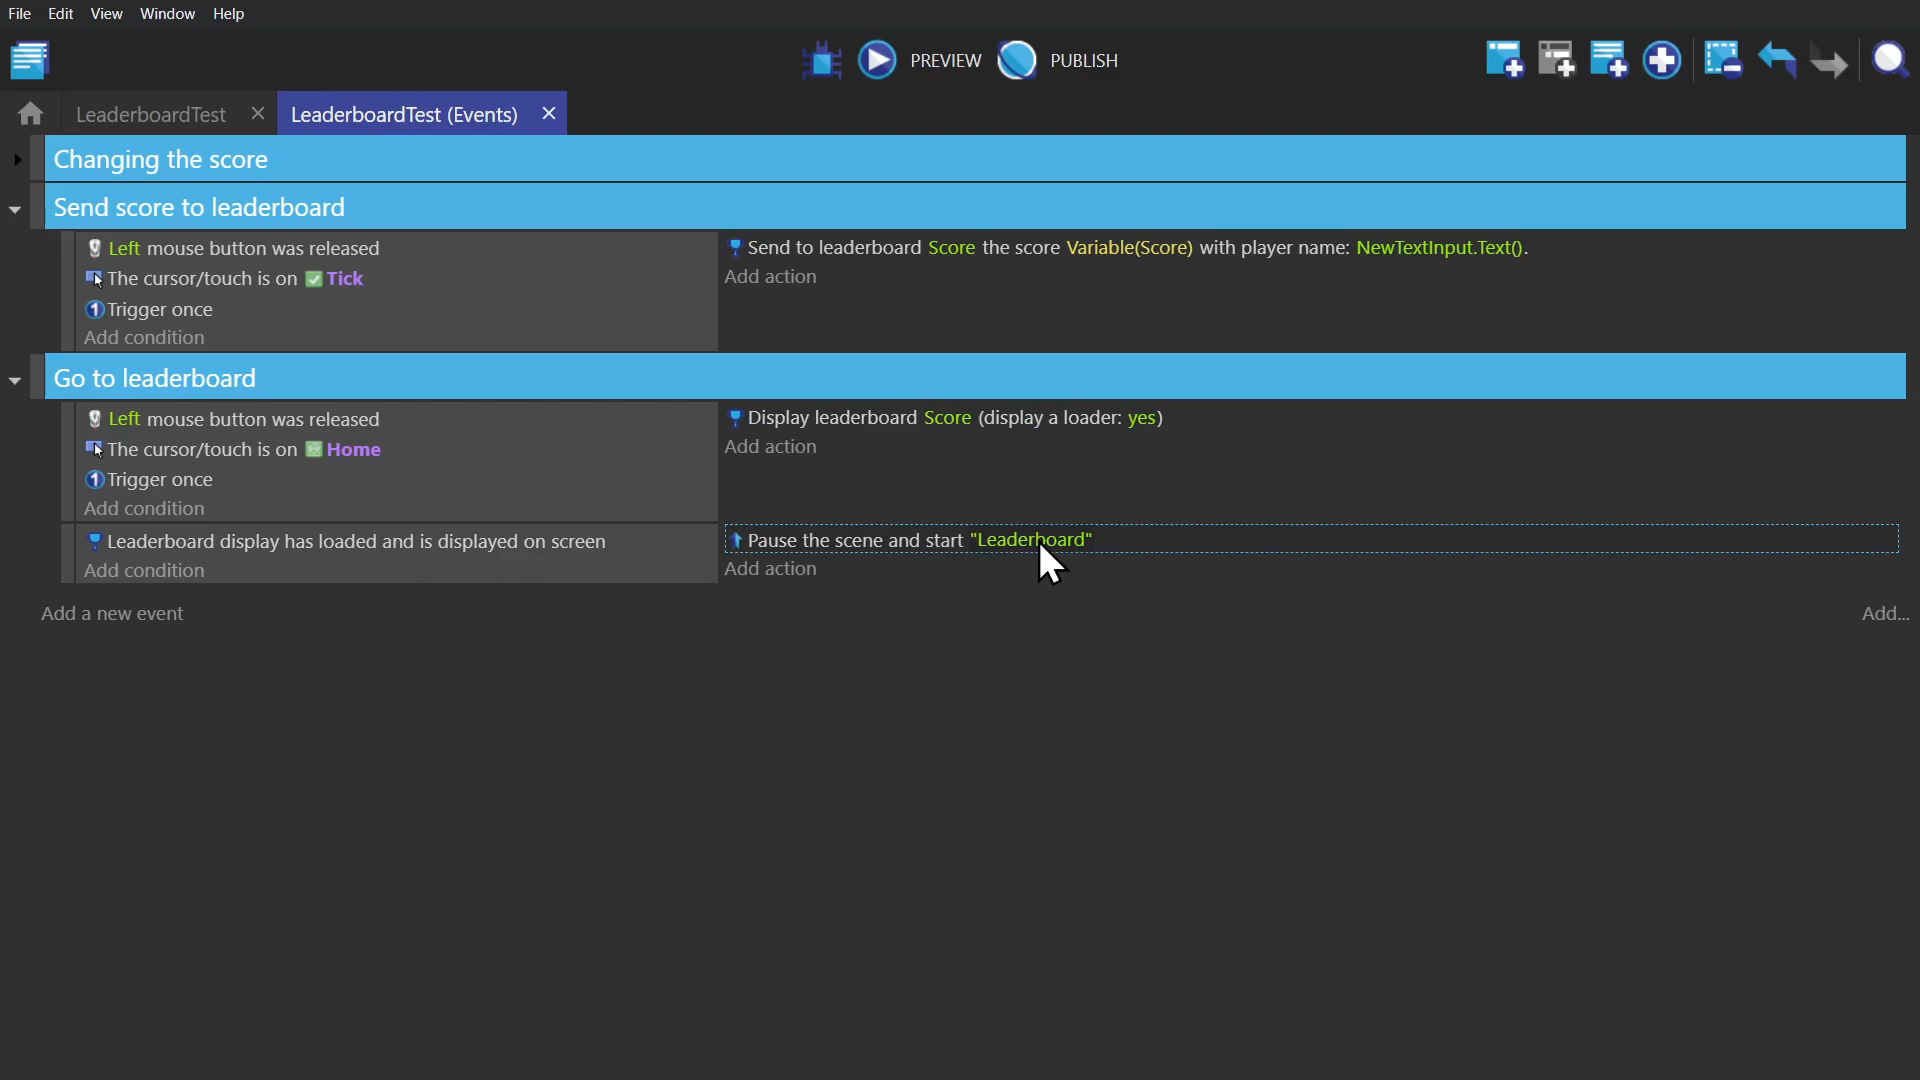 File Edit View Window Help
PREVIEW PUBLISH
LeaderboardTest LeaderboardTest (Events)
Changing the score
Send score to leaderboard
Left mouse button was released
The cursor/touch is on Tick
Trigger once
Add condition
Send to leaderboard Score the score Variable(Score) with player name: NewTextInput.Text().
Add action
Go to leaderboard
Left mouse button was released
The cursor/touch is on Home
Trigger once
Add condition
Display leaderboard Score (display a loader: yes)
Add action
Leaderboard display has loaded and is displayed on screen
Add condition
Pause the scene and start "Leaderboard"
Add action
Add a new event Add...